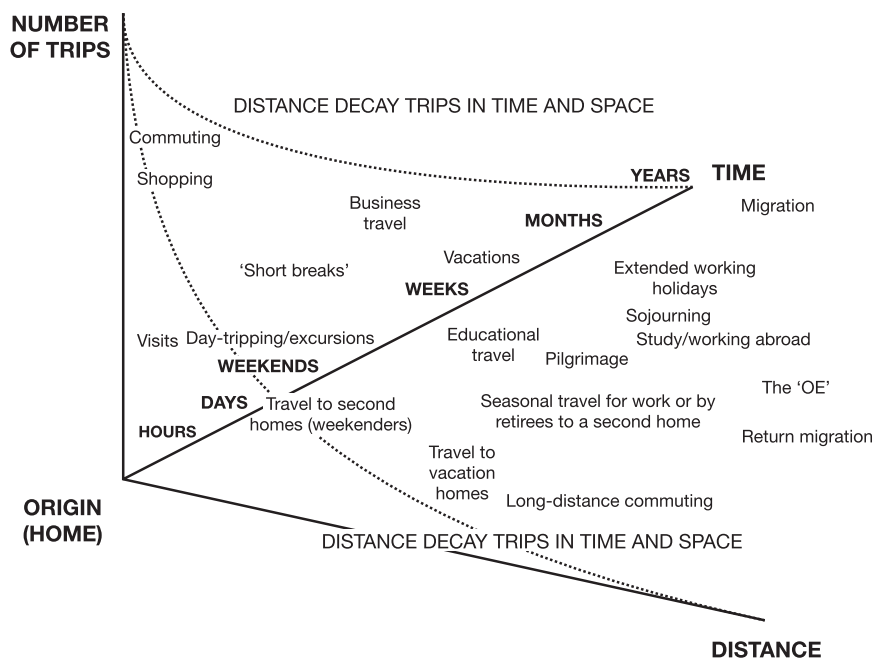 NUMBER
OF TRIPS
DISTANCE DECAY TRIPS IN TIME AND SPACE
Commuting
Shopping
YEARS
TIME
Business
travel
MONTHS
Migration
Vacations
'Short breaks'
WEEKS
Extended working
holidays
Sojourning
Visits
Day-tripping/excursions
Educational
travel
Study/working abroad
Pilgrimage
WEEKENDS
The 'OE'
DAYS
Travel to second
homes (weekenders)
Seasonal travel for work or by
retirees to a second home
HOURS
Return migration
Travel to
vacation
homes
Long-distance commuting
ORIGIN
(HOME)
DISTANCE DECAY TRIPS IN TIME AND SPACE
DISTANCE